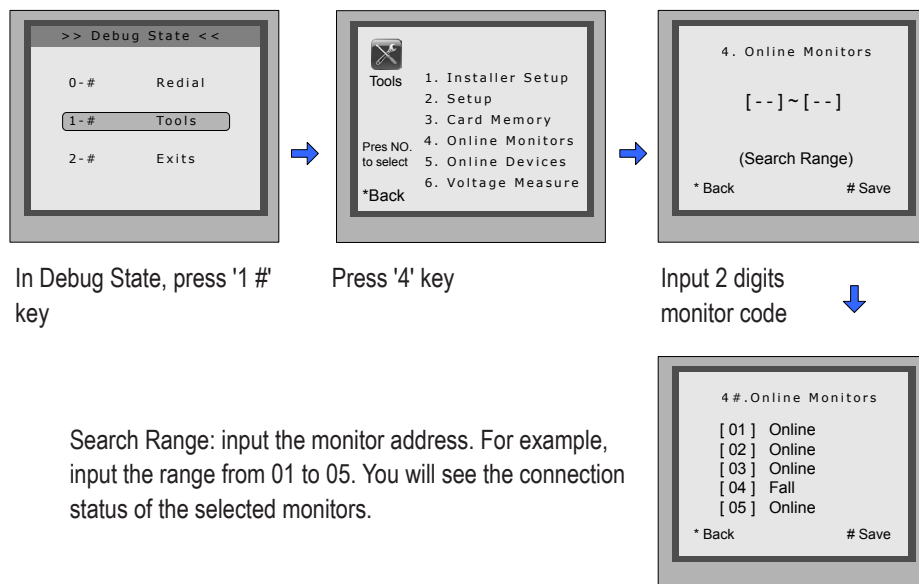 >> Debug State <<
0-# Redial
1-# Tools
2-# Exits
In Debug State, press '1 #'
key
Tools
Pres NO.
to select
*Back
1. Installer Setup
2. Setup
3. Card Memory
4. Online Monitors
5. Online Devices
6. Voltage Measure
Press '4' key
4. Online Monitors
[--]~[--]
(Search Range)
* Back # Save
Input 2 digits
monitor code
Search Range: input the monitor address. For example,
input the range from 01 to 05. You will see the connection
status of the selected monitors.
4#.Online Monitors
[ 01 ] Online
[ 02 ] Online
[ 03 ] Online
[ 04 ] Fall
[ 05 ] Online
* Back # Save